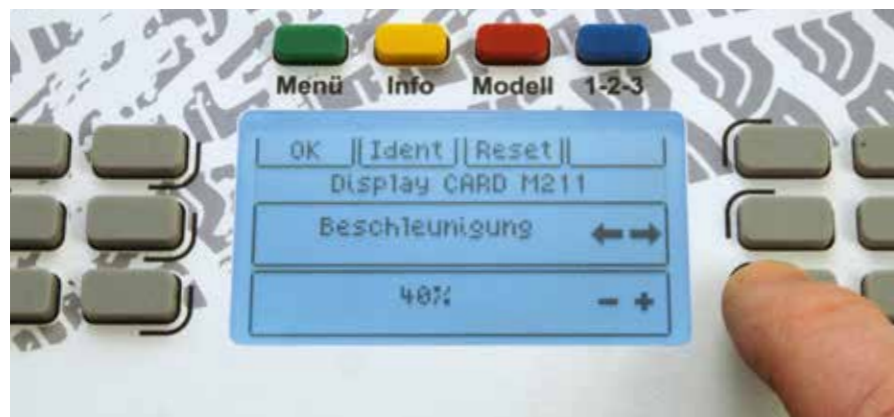 Menü Info Modell 1-2-3
OK Ident Reset
Display CARD M211
Beschleunigung ←→
40% - +